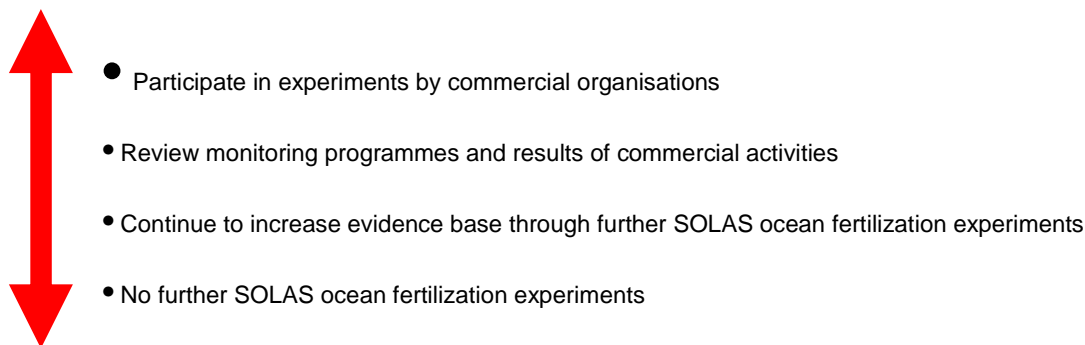 • Participate in experiments by commercial organisations
• Review monitoring programmes and results of commercial activities
• Continue to increase evidence base through further SOLAS ocean fertilization experiments
• No further SOLAS ocean fertilization experiments